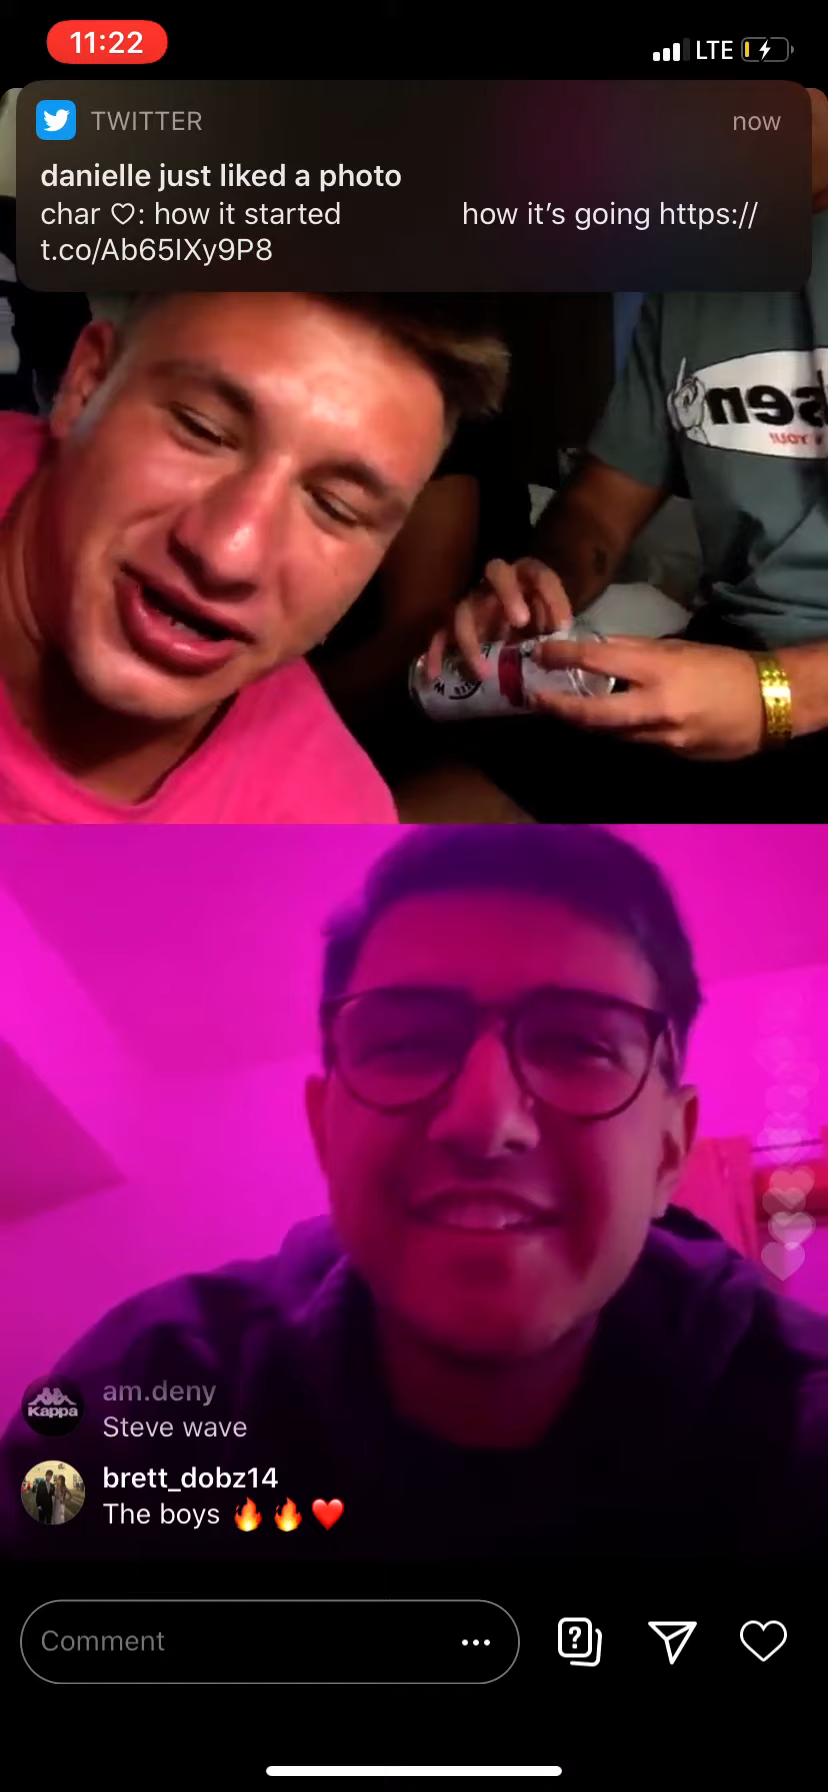 11:22
LTE
TWITTER
now
danielle just liked a photo
char ♡: how it started how it’s going https://
t.co/Ab65IXy9P8
Kappa
am.deny
Steve wave
brett_dobz14
The boys 🔥🔥❤️
Comment